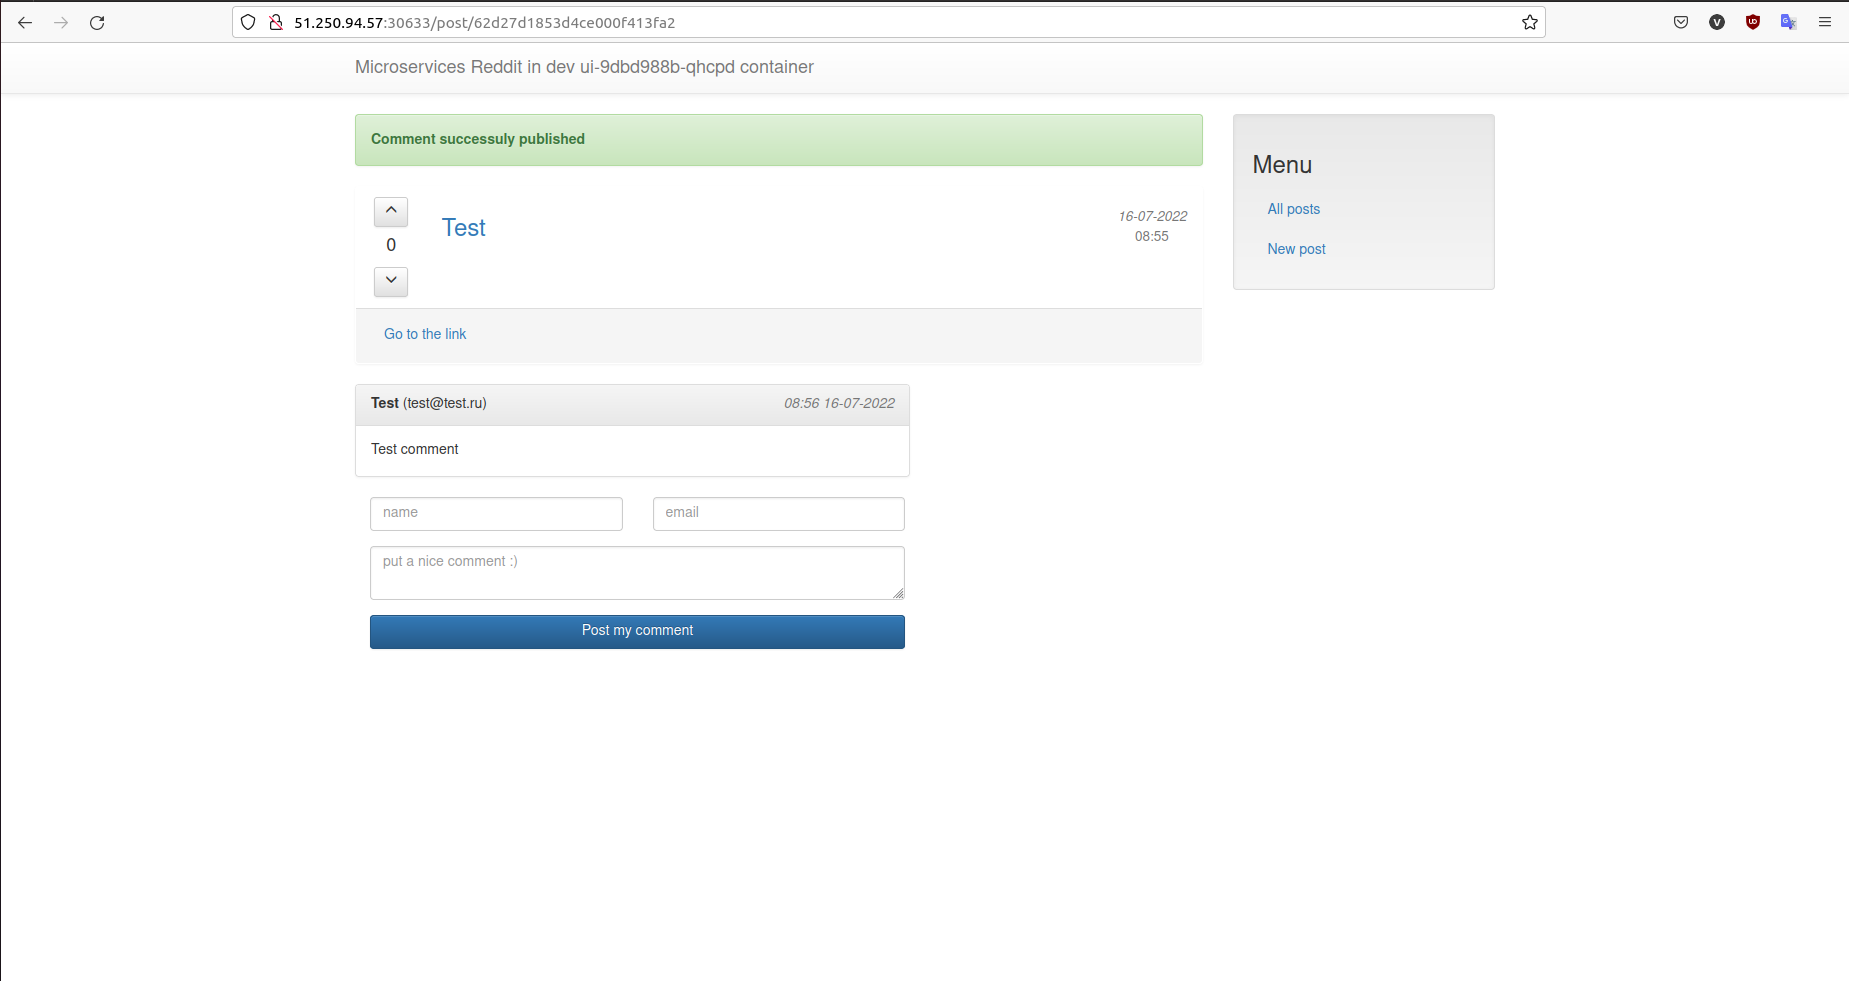 51.250.94.57:30633/post/62d27d1853d4ce000f413fa2
Microservices Reddit in dev ui-9dbd988b-qhcpd container
Comment successuly published
Menu
All posts
New post
0
Test
16-07-2022
08:55
Go to the link
Test (test@test.ru) 08:56 16-07-2022
Test comment
name email
put a nice comment :)
Post my comment